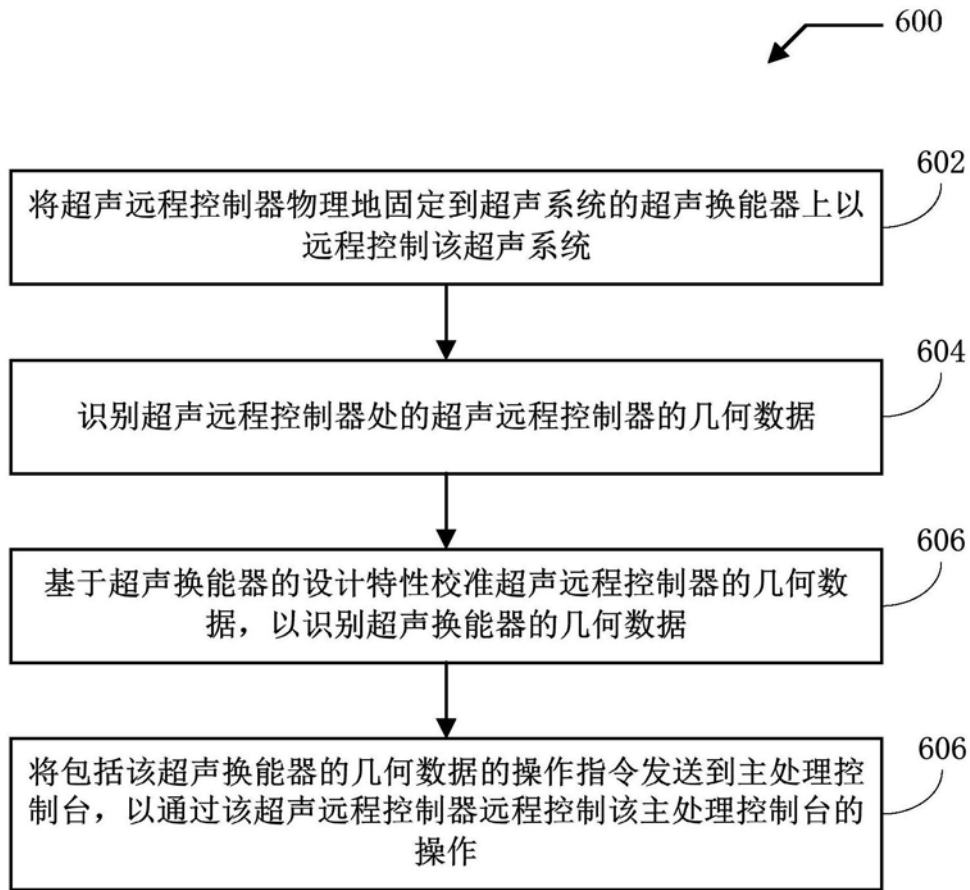 600
602
将超声远程控制器物理地固定到超声系统的超声换能器上以
远程控制该超声系统
604
识别超声远程控制器处的超声远程控制器的几何数据
606
基于超声换能器的设计特性校准超声远程控制器的几何数
据，以识别超声换能器的几何数据
606
将包括该超声换能器的几何数据的操作指令发送到主处理控
制台，以通过该超声远程控制器远程控制该主处理控制台的
操作